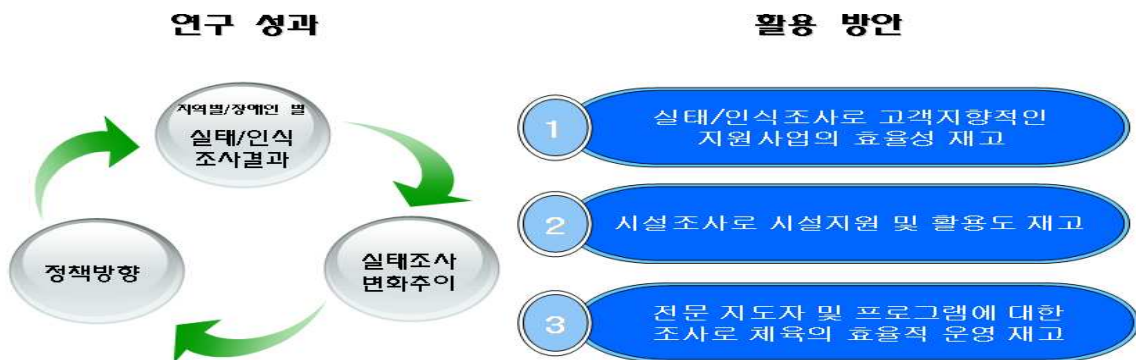 연구 성과
지역별/장애인 별
실태/인식
조사결과
정책방향
실태조사
변화추이
활용 방안
1
실태/인식조사로 고객지향적인
지원사업의 효율성 재고
2
시설조사로 시설지원 및 활용도 재고
3
전문 지도자 및 프로그램에 대한
조사로 체육의 효율적 운영 재고